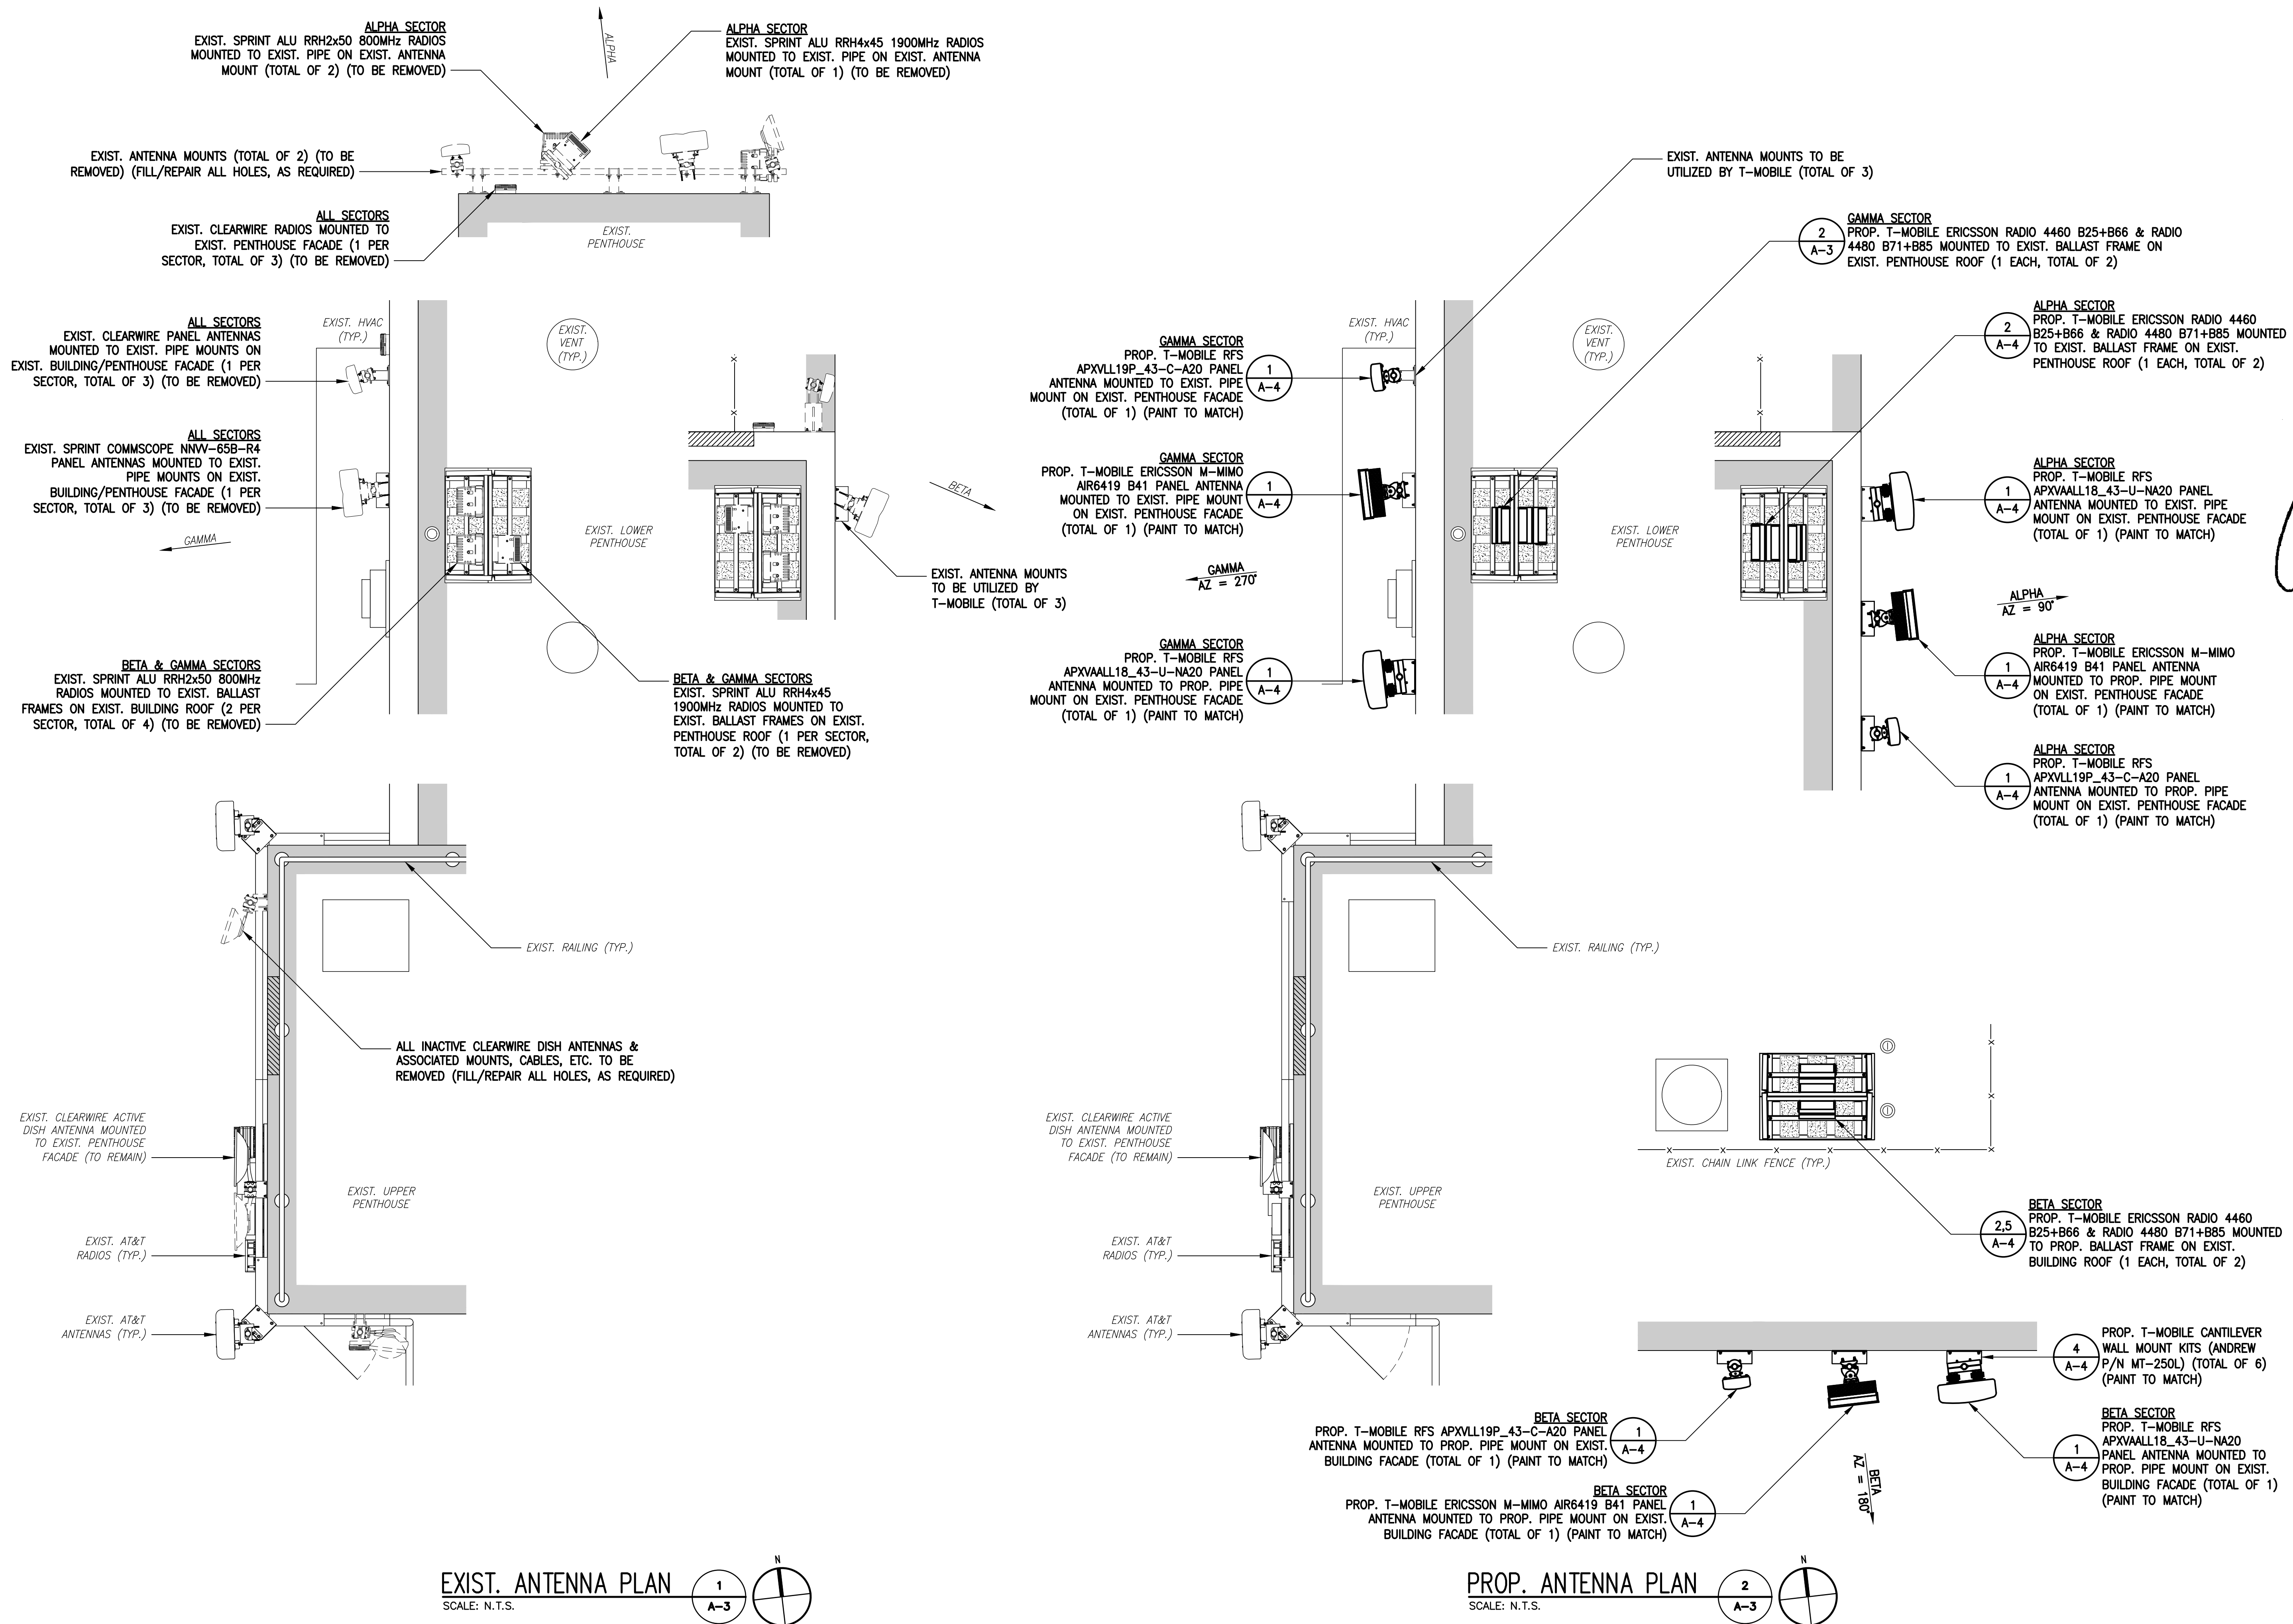 ALPHA SECTOR
EXIST. SPRINT ALU RRH2x50 800MHz RADIOS
MOUNTED TO EXIST. PIPE ON EXIST. ANTENNA
MOUNT (TOTAL OF 2) (TO BE REMOVED)
ALPHA
ALPHA SECTOR
EXIST. SPRINT ALU RRH4x45 1900MHz RADIOS
MOUNTED TO EXIST. PIPE ON EXIST. ANTENNA
MOUNT (TOTAL OF 1) (TO BE REMOVED)
EXIST. ANTENNA MOUNTS (TOTAL OF 2) (TO BE
REMOVED) (FILL/REPAIR ALL HOLES, AS REQUIRED)
ALL SECTORS
EXIST. CLEARWIRE RADIOS MOUNTED TO
EXIST. PENTHOUSE FACADE (1 PER
SECTOR, TOTAL OF 3) (TO BE REMOVED)
EXIST.
PENTHOUSE
ALL SECTORS
EXIST. CLEARWIRE PANEL ANTENNAS
MOUNTED TO EXIST. PIPE MOUNTS ON
EXIST. BUILDING/PENTHOUSE FACADE (1 PER
SECTOR, TOTAL OF 3) (TO BE REMOVED)
EXIST. HVAC
(TYP.)
EXIST.
VENT
(TYP.)
X
X
ALL SECTORS
EXIST. SPRINT COMMSCOPE NNVV-65B-R4
PANEL ANTENNAS MOUNTED TO EXIST.
PIPE MOUNTS ON EXIST.
BUILDING/PENTHOUSE FACADE (1 PER
SECTOR, TOTAL OF 3) (TO BE REMOVED)
GAMMA
BETA
EXIST. LOWER
PENTHOUSE
EXIST. ANTENNA MOUNTS
TO BE UTILIZED BY
T-MOBILE (TOTAL OF 3)
BETA & GAMMA SECTORS
EXIST. SPRINT ALU RRH2x50 800MHz
RADIOS MOUNTED TO EXIST. BALLAST
FRAMES ON EXIST. BUILDING ROOF (2 PER
SECTOR, TOTAL OF 4) (TO BE REMOVED)
BETA & GAMMA SECTORS
EXIST. SPRINT ALU RRH4x45
1900MHz RADIOS MOUNTED TO
EXIST. BALLAST FRAMES ON EXIST.
PENTHOUSE ROOF (1 PER SECTOR,
TOTAL OF 2) (TO BE REMOVED)
EXIST. RAILING (TYP.)
ALL INACTIVE CLEARWIRE DISH ANTENNAS &
ASSOCIATED MOUNTS, CABLES, ETC. TO BE
REMOVED (FILL/REPAIR ALL HOLES, AS REQUIRED)
EXIST. CLEARWIRE ACTIVE
DISH ANTENNA MOUNTED
TO EXIST. PENTHOUSE
FACADE (TO REMAIN)
EXIST. UPPER
PENTHOUSE
EXIST. AT&T
RADIOS (TYP.)
EXIST. AT&T
ANTENNAS (TYP.)
EXIST. ANTENNA PLAN
SCALE: N.T.S.
1
A-3
N
EXIST. ANTENNA MOUNTS TO BE
UTILIZED BY T-MOBILE (TOTAL OF 3)
2
A-3
GAMMA SECTOR
PROP. T-MOBILE ERICSSON RADIO 4460 B25+B66 & RADIO
4480 B71+B85 MOUNTED TO EXIST. BALLAST FRAME ON
EXIST. PENTHOUSE ROOF (1 EACH, TOTAL OF 2)
2
A-4
ALPHA SECTOR
PROP. T-MOBILE ERICSSON RADIO 4460
B25+B66 & RADIO 4480 B71+B85 MOUNTED
TO EXIST. BALLAST FRAME ON EXIST.
PENTHOUSE ROOF (1 EACH, TOTAL OF 2)
GAMMA SECTOR
PROP. T-MOBILE RFS
APXVLL19P_43-C-A20 PANEL
ANTENNA MOUNTED TO EXIST. PIPE
MOUNT ON EXIST. PENTHOUSE FACADE
(TOTAL OF 1) (PAINT TO MATCH)
1
A-4
EXIST. HVAC
(TYP.)
EXIST.
VENT
(TYP.)
X
X
GAMMA SECTOR
PROP. T-MOBILE ERICSSON M-MIMO
AIR6419 B41 PANEL ANTENNA
MOUNTED TO EXIST. PIPE MOUNT
ON EXIST. PENTHOUSE FACADE
(TOTAL OF 1) (PAINT TO MATCH)
1
A-4
1
A-4
ALPHA SECTOR
PROP. T-MOBILE RFS
APXVAALL18_43-U-NA20 PANEL
ANTENNA MOUNTED TO EXIST. PIPE
MOUNT ON EXIST. PENTHOUSE FACADE
(TOTAL OF 1) (PAINT TO MATCH)
EXIST. LOWER
PENTHOUSE
GAMMA
AZ = 270°
ALPHA
AZ = 90°
GAMMA SECTOR
PROP. T-MOBILE RFS
APXVAALL18_43-U-NA20 PANEL
ANTENNA MOUNTED TO PROP. PIPE
MOUNT ON EXIST. PENTHOUSE FACADE
(TOTAL OF 1) (PAINT TO MATCH)
1
A-4
1
A-4
ALPHA SECTOR
PROP. T-MOBILE ERICSSON M-MIMO
AIR6419 B41 PANEL ANTENNA
MOUNTED TO PROP. PIPE MOUNT
ON EXIST. PENTHOUSE FACADE
(TOTAL OF 1) (PAINT TO MATCH)
1
A-4
ALPHA SECTOR
PROP. T-MOBILE RFS
APXVLL19P_43-C-A20 PANEL
ANTENNA MOUNTED TO PROP. PIPE
MOUNT ON EXIST. PENTHOUSE FACADE
(TOTAL OF 1) (PAINT TO MATCH)
EXIST. RAILING (TYP.)
EXIST. CLEARWIRE ACTIVE
DISH ANTENNA MOUNTED
TO EXIST. PENTHOUSE
FACADE (TO REMAIN)
EXIST. UPPER
PENTHOUSE
EXIST. AT&T
RADIOS (TYP.)
EXIST. AT&T
ANTENNAS (TYP.)
X
X
X X X X X X X
EXIST. CHAIN LINK FENCE (TYP.)
2,5
A-4
BETA SECTOR
PROP. T-MOBILE ERICSSON RADIO 4460
B25+B66 & RADIO 4480 B71+B85 MOUNTED
TO PROP. BALLAST FRAME ON EXIST.
BUILDING ROOF (1 EACH, TOTAL OF 2)
4
A-4
PROP. T-MOBILE CANTILEVER
WALL MOUNT KITS (ANDREW
P/N MT-250L) (TOTAL OF 6)
(PAINT TO MATCH)
BETA SECTOR
PROP. T-MOBILE RFS APXVLL19P_43-C-A20 PANEL
ANTENNA MOUNTED TO PROP. PIPE MOUNT ON EXIST.
BUILDING FACADE (TOTAL OF 1) (PAINT TO MATCH)
1
A-4
1
A-4
BETA SECTOR
PROP. T-MOBILE RFS
APXVAALL18_43-U-NA20
PANEL ANTENNA MOUNTED TO
PROP. PIPE MOUNT ON EXIST.
BUILDING FACADE (TOTAL OF 1)
(PAINT TO MATCH)
BETA
AZ = 180°
BETA SECTOR
PROP. T-MOBILE ERICSSON M-MIMO AIR6419 B41 PANEL
ANTENNA MOUNTED TO PROP. PIPE MOUNT ON EXIST.
BUILDING FACADE (TOTAL OF 1) (PAINT TO MATCH)
1
A-4
PROP. ANTENNA PLAN
SCALE: N.T.S.
2
A-3
N